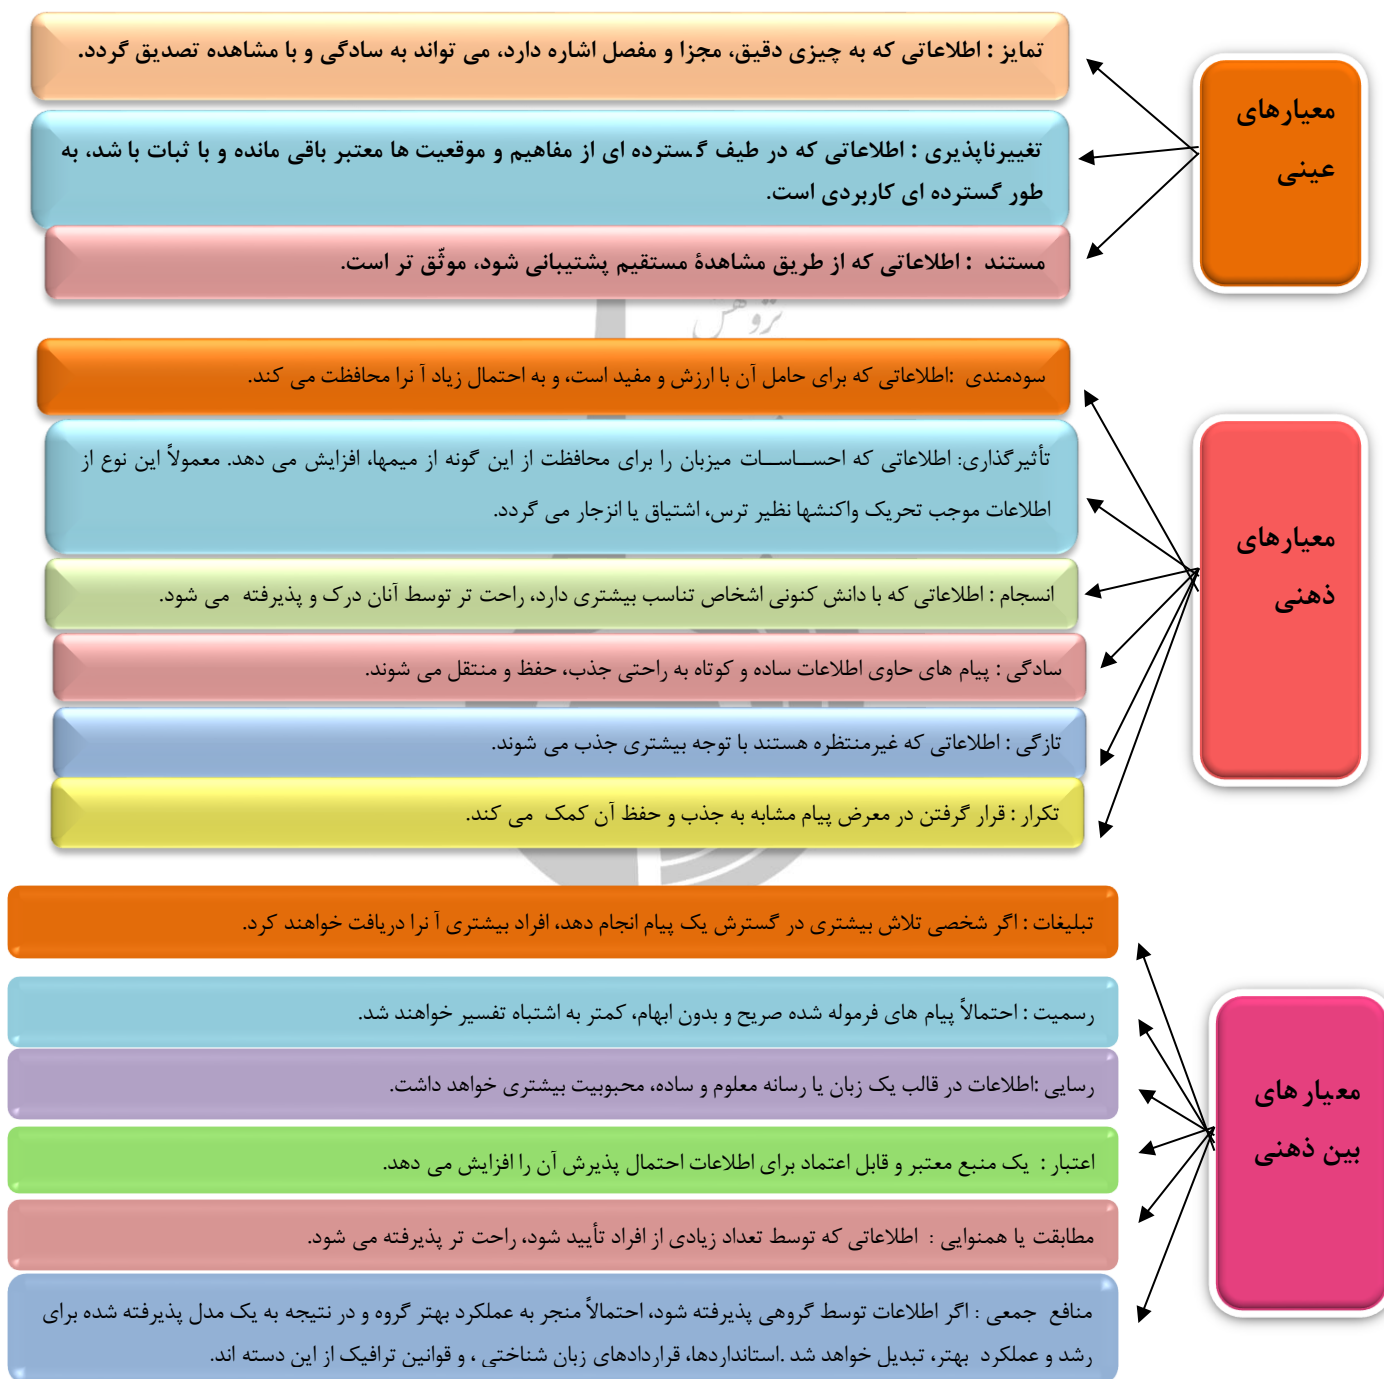 معیارهای
عینی
تمایز : اطلاعاتی که به چیزی دقیق، مجزا و مفصل اشاره دارد، می تواند به سادگی و با مشاهده تصدیق گردد.
تغییرناپذیری : اطلاعاتی که در طیف گسترده ای از مفاهیم و موقعیت ها معتبر باقی مانده و با ثبات با شد، به
طور گسترده ای کاربردی است.
مستند : اطلاعاتی که از طریق مشاهدۀ مستقیم پشتیبانی شود، موثّق تر است.
معیارهای
ذهنی
سودمندی :اطلاعاتی که برای حامل آن با ارزش و مفید است، و به احتمال زیاد آ نرا محافظت می کند.
تأثیرگذاری: اطلاعاتی که احســاســات میزبان را برای محافظت از این گونه از میمها، افزایش می دهد. معمولاً این نوع از
اطلاعات موجب تحریک واکنشها نظیر ترس، اشتیاق یا انزجار می گردد.
انسجام : اطلاعاتی که با دانش کنونی اشخاص تناسب بیشتری دارد، راحت تر توسط آنان درک و پذیرفته می شود.
سادگی : پیام های حاوی اطلاعات ساده و کوتاه به راحتی جذب، حفظ و منتقل می شوند.
تازگی : اطلاعاتی که غیرمنتظره هستند با توجه بیشتری جذب می شوند.
تکرار : قرار گرفتن در معرض پیام مشابه به جذب و حفظ آن کمک می کند.
معیار های
بین ذهنی
تبلیغات : اگر شخصی تلاش بیشتری در گسترش یک پیام انجام دهد، افراد بیشتری آ نرا دریافت خواهند کرد.
رسمیت : احتمالاً پیام های فرموله شده صریح و بدون ابهام، کمتر به اشتباه تفسیر خواهند شد.
رسایی :اطلاعات در قالب یک زبان یا رسانه معلوم و ساده، محبوبیت بیشتری خواهد داشت.
اعتبار : یک منبع معتبر و قابل اعتماد برای اطلاعات احتمال پذیرش آن را افزایش می دهد.
مطابقت یا همنوایی : اطلاعاتی که توسط تعداد زیادی از افراد تأیید شود، راحت تر پذیرفته می شود.
منافع جمعی : اگر اطلاعات توسط گروهی پذیرفته شود، احتمالاً منجر به عملکرد بهتر گروه و در نتیجه به یک مدل پذیرفته شده برای
رشد و عملکرد بهتر، تبدیل خواهد شد .استانداردها، قراردادهای زبان شناختی ، و قوانین ترافیک از این دسته اند.